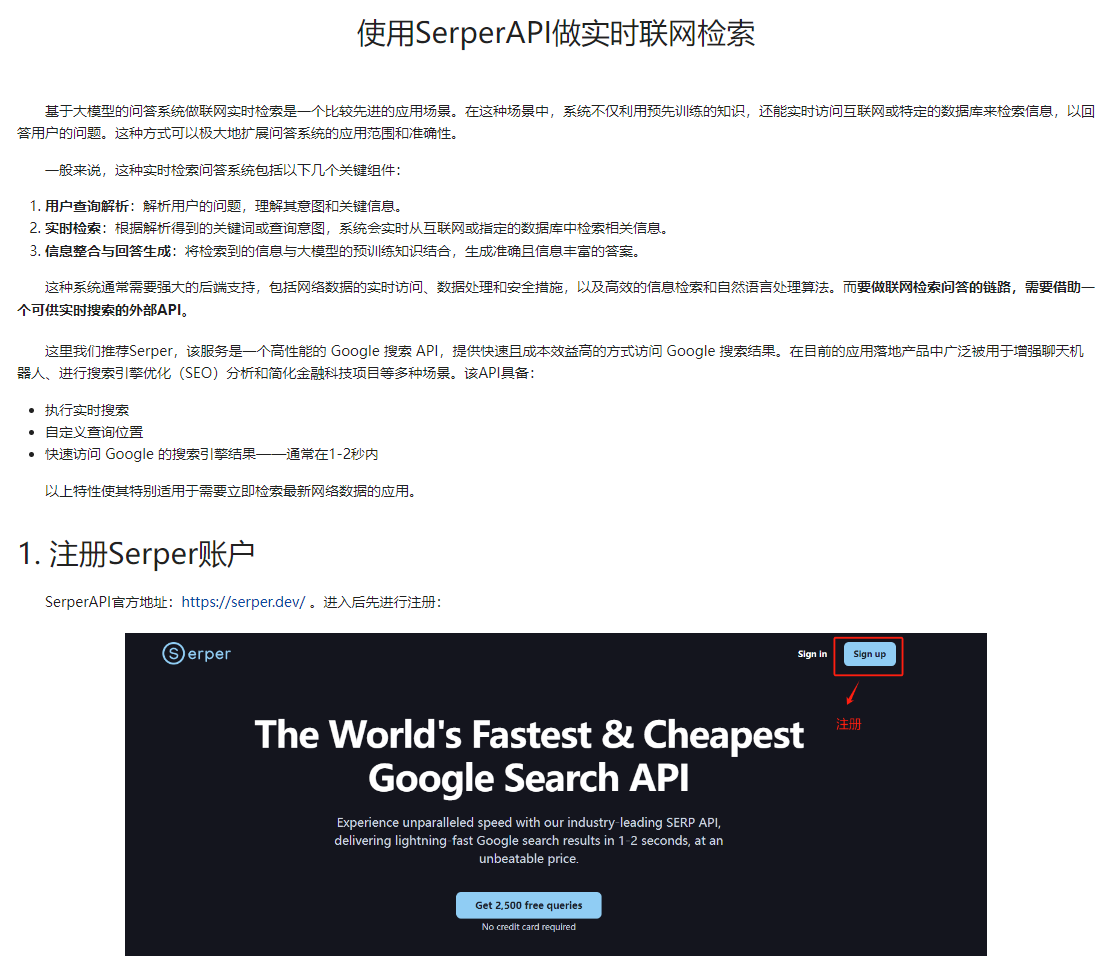 使用SerperAPI做实时联网检索
基于大模型的问答系统做联网实时检索是一个比较先进的应用场景。在这种场景中，系统不仅利用预先训练的知识，还能实时访问互联网或特定的数据库来检索信息，以回
答用户的问题。这种方式可以极大地扩展问答系统的应用范围和准确性。
一般来说，这种实时检索问答系统包括以下几个关键组件：
1. 用户查询解析：解析用户的问题，理解其意图和关键信息。
2. 实时检索：根据解析得到的关键词或查询意图，系统会实时从互联网或指定的数据库中检索相关信息。
3. 信息整合与回答生成：将检索到的信息与大模型的预训练知识结合，生成准确且信息丰富的答案。
这种系统通常需要强大的后端支持，包括网络数据的实时访问、数据处理和安全措施，以及高效的信息检索和自然语言处理算法。而要做联网检索问答的链路，需要借助一
个可供实时搜索的外部API。
这里我们推荐Serper，该服务是一个高性能的 Google 搜索 API，提供快速且成本效益高的方式访问 Google 搜索结果。在目前的应用落地产品中广泛被用于增强聊天机
器人、进行搜索引擎优化（SEO）分析和简化金融科技项目等多种场景。该API具备：
• 执行实时搜索
• 自定义查询位置
• 快速访问 Google 的搜索引擎结果——通常在1-2秒内
以上特性使其特别适用于需要立即检索最新网络数据的应用。
1. 注册Serper账户
SerperAPI官方地址：https://serper.dev/ 。进入后先进行注册：
Serper
Sign in
Sign up
注册
The World's Fastest & Cheapest
Google Search API
Experience unparalleled speed with our industry-leading SERP API,
delivering lightning-fast Google search results in 1-2 seconds, at an
unbeatable price.
Get 2,500 free queries
No credit card required